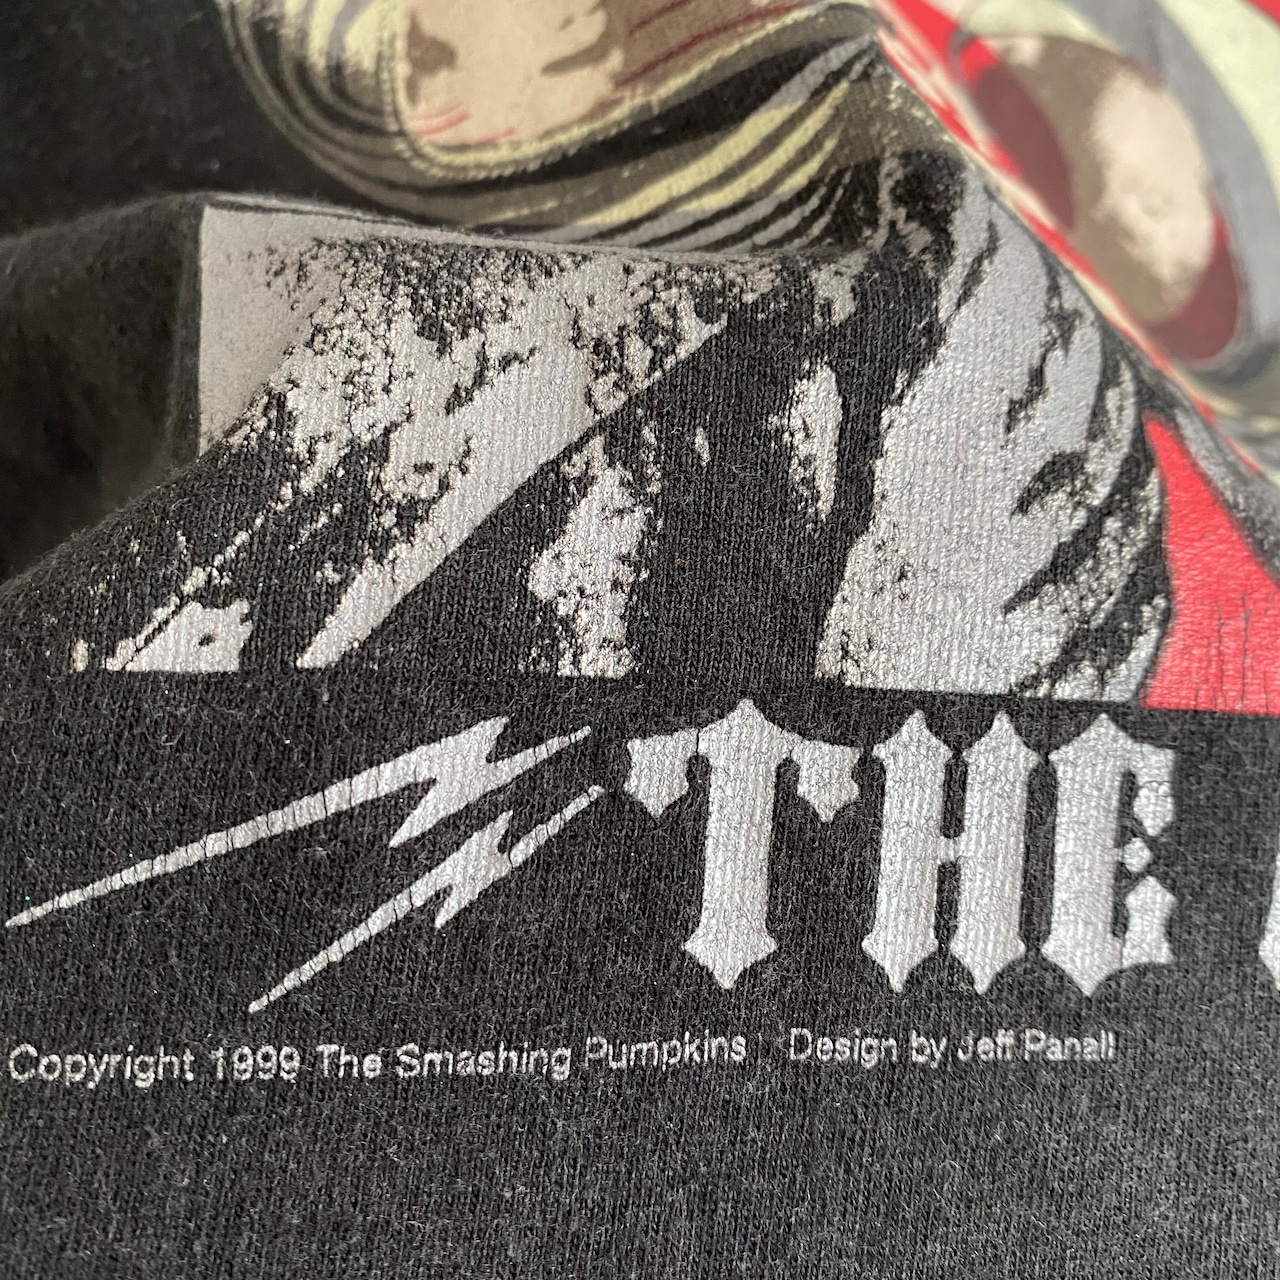 THE
Copyright 1999 The Smashing Pumpkins Design by Jeff Panall